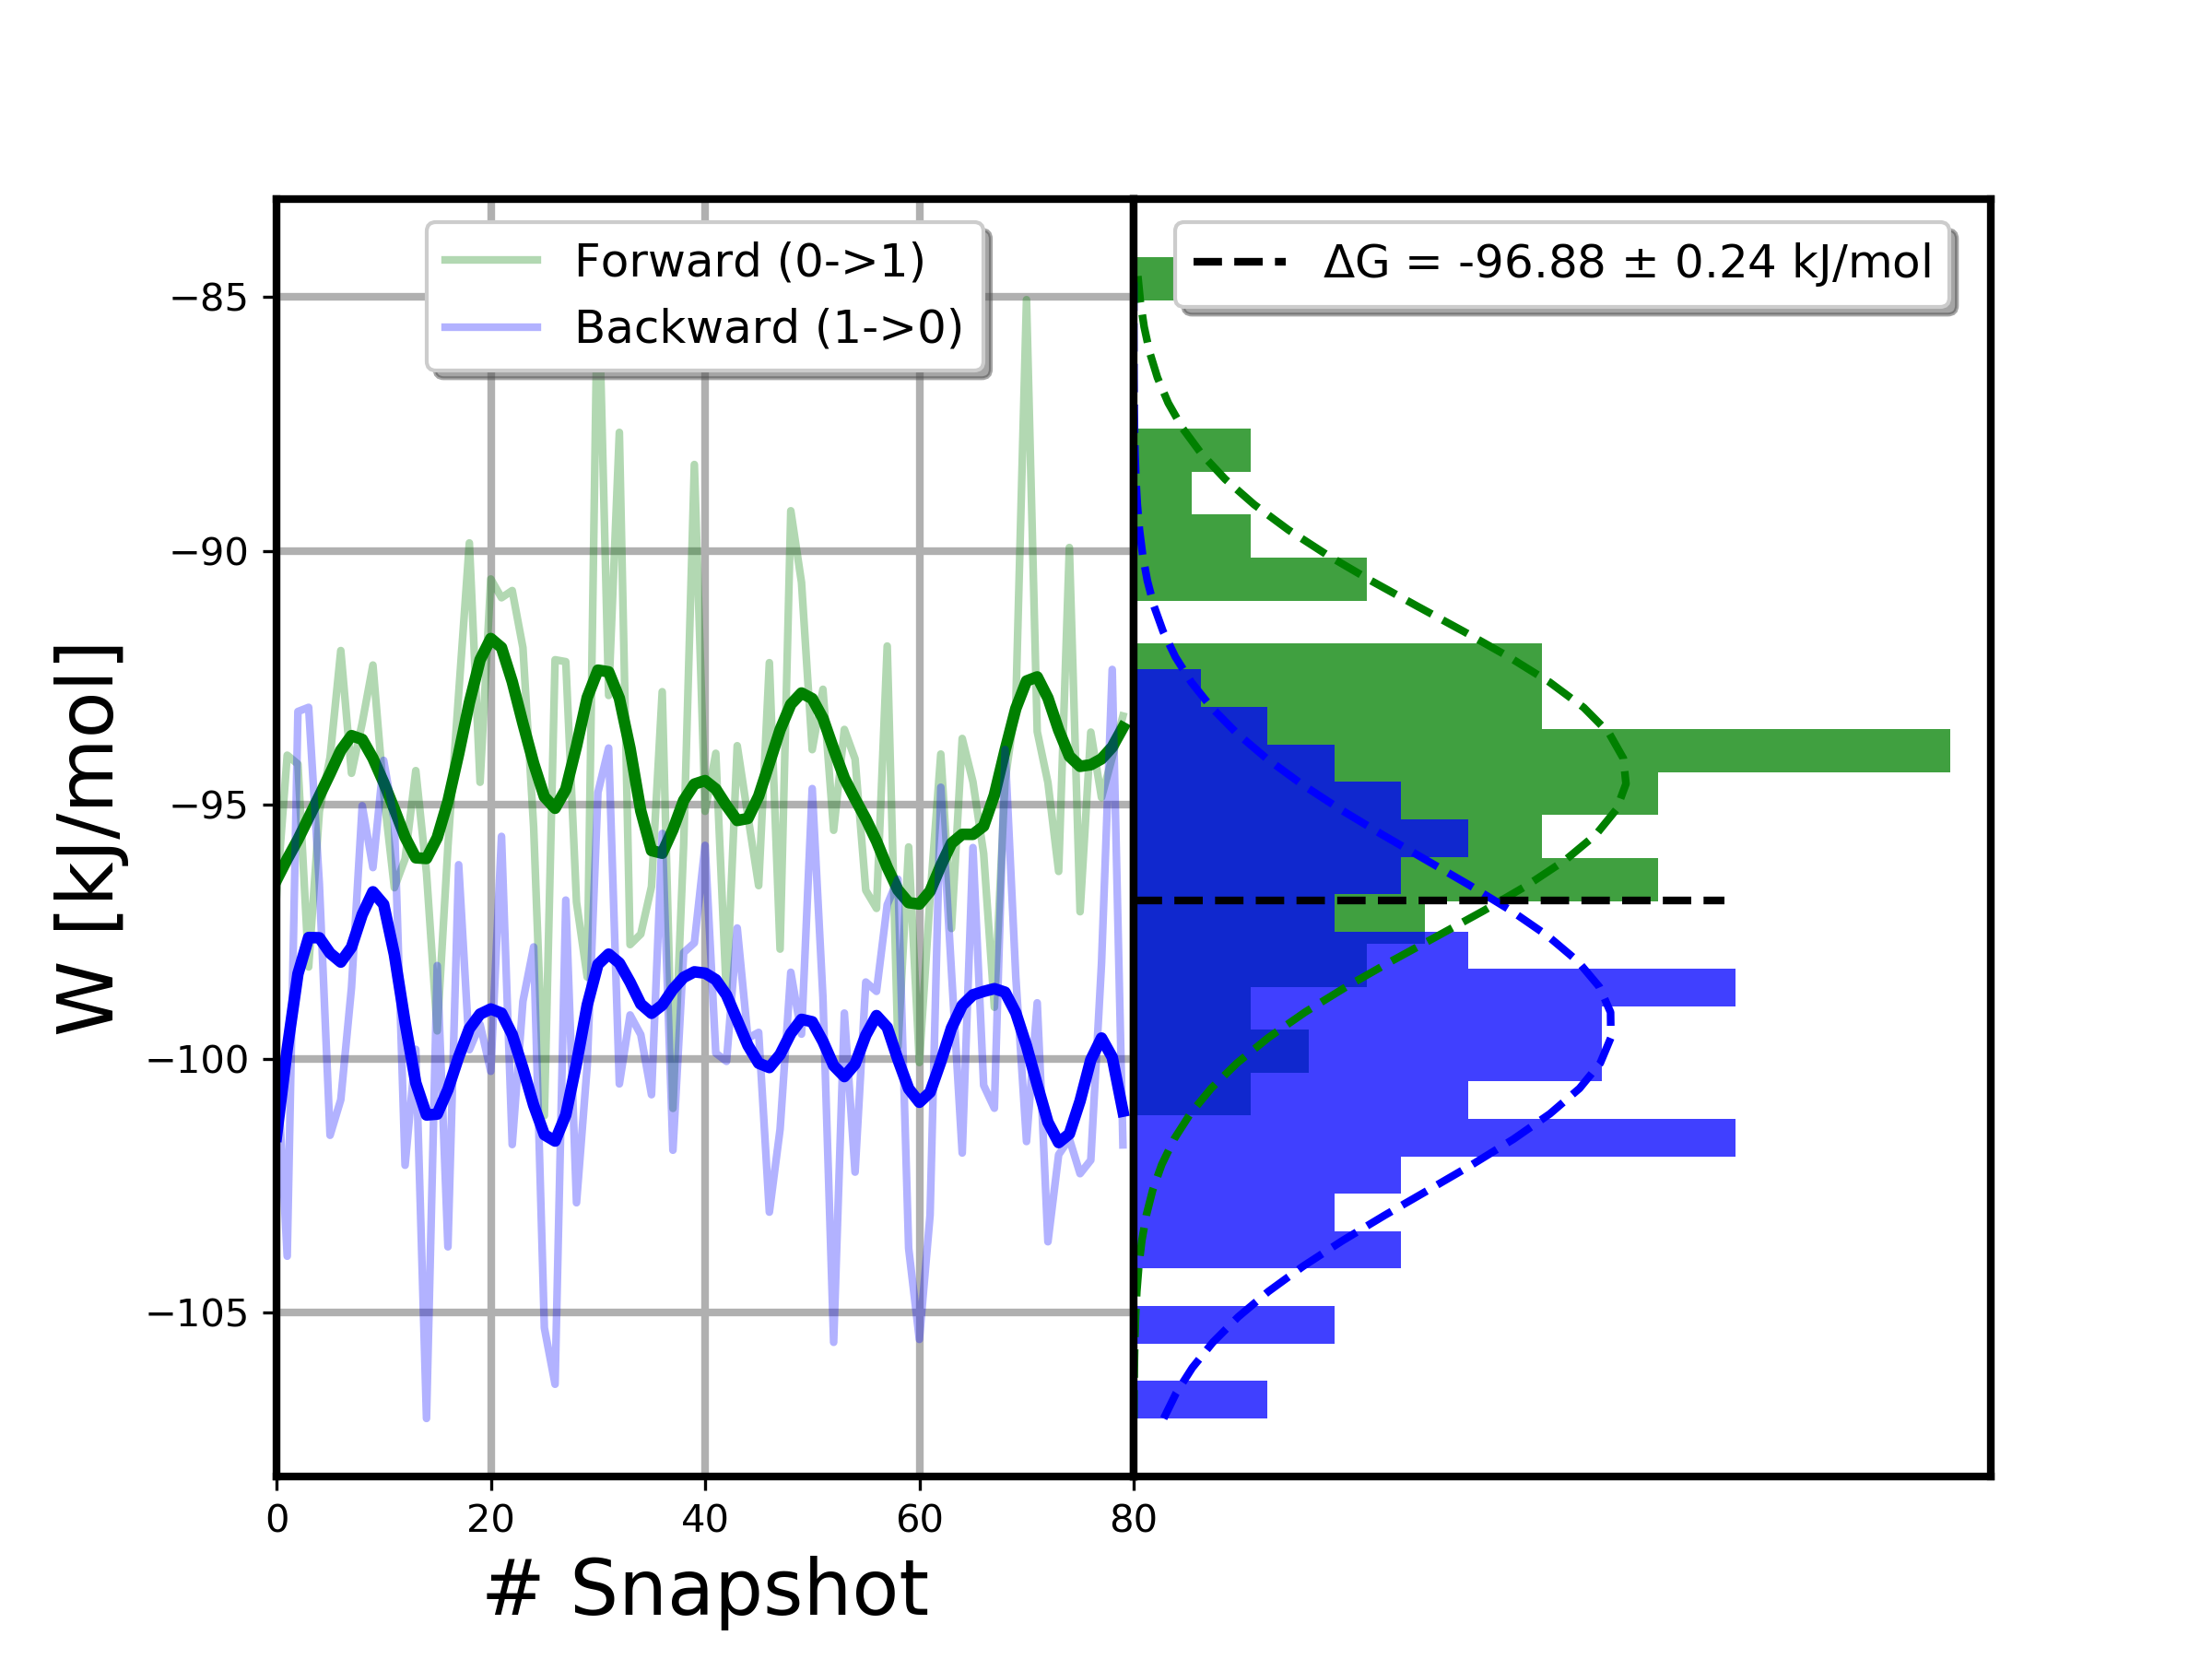 Forward (0->1)
Backward (1->0)
ΔG = -96.88 ± 0.24 kJ/mol
W [kJ/mol]
−85
−90
−95
−100
−105
0 20 40 60 80
# Snapshot